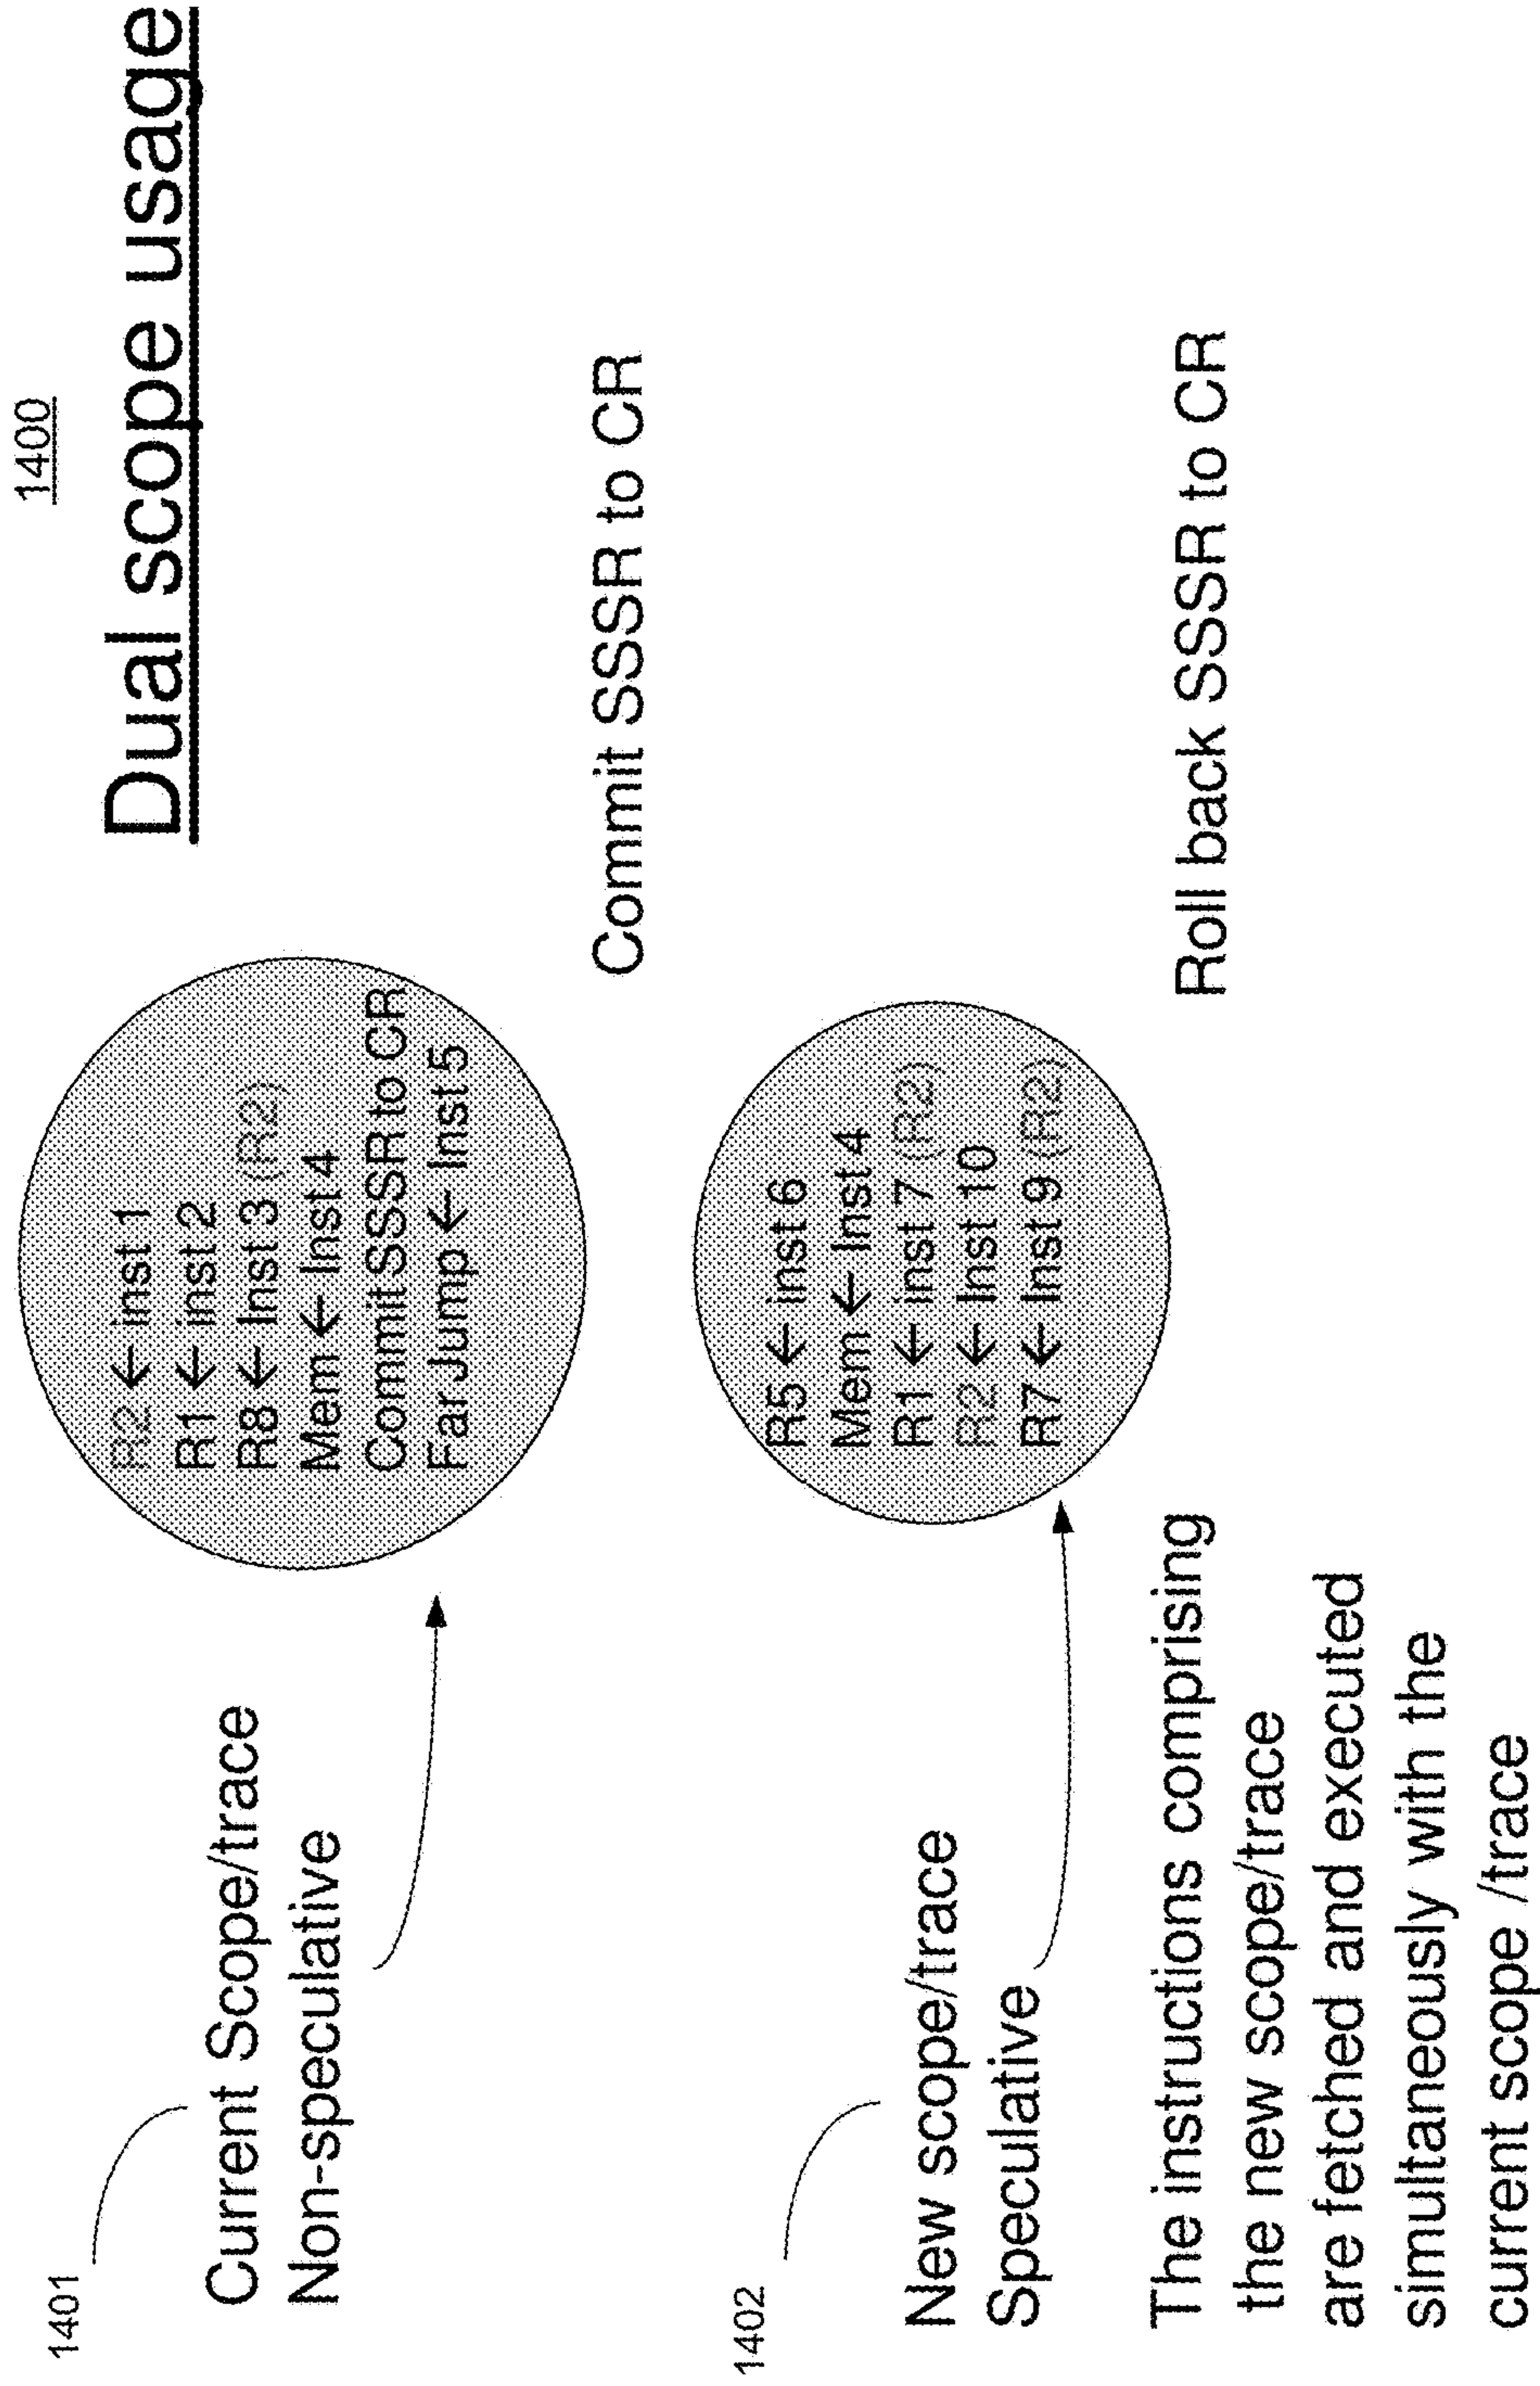 1400
Dual scope usage
1401
Current Scope/trace
Non-speculative
R2 ← inst 1
R1 ← inst 2
R8 ← Inst 3 (R2)
Mem ← Inst 4
Commit SSSR to CR
Far Jump ← Inst 5
Commit SSSR to CR
1402
New scope/trace
Speculative
R5 ← inst 6
Mem ← Inst 4
R1 ← inst 7 (R2)
R2 ← Inst 10
R7 ← Inst 9 (R2)
Roll back SSSR to CR
The instructions comprising
the new scope/trace
are fetched and executed
simultaneously with the
current scope /trace